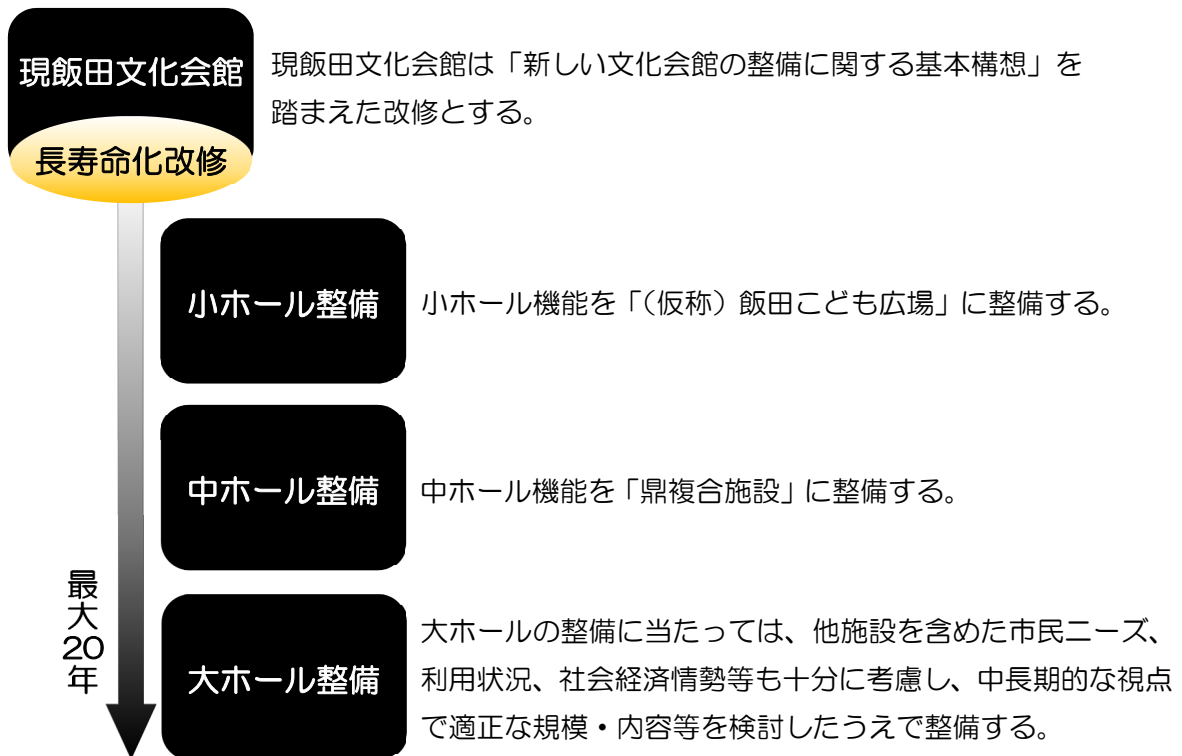 現飯田文化会館
長寿命化改修
現飯田文化会館は「新しい文化会館の整備に関する基本構想」を
踏まえた改修とする。
小ホール整備
小ホール機能を「(仮称)飯田こども広場」に整備する。
中ホール整備
中ホール機能を「鼎複合施設」に整備する。
最大20年
大ホール整備
大ホールの整備に当たっては、他施設を含めた市民ニーズ、
利用状況、社会経済情勢等も十分に考慮し、中長期的な視点
で適正な規模・内容等を検討したうえで整備する。